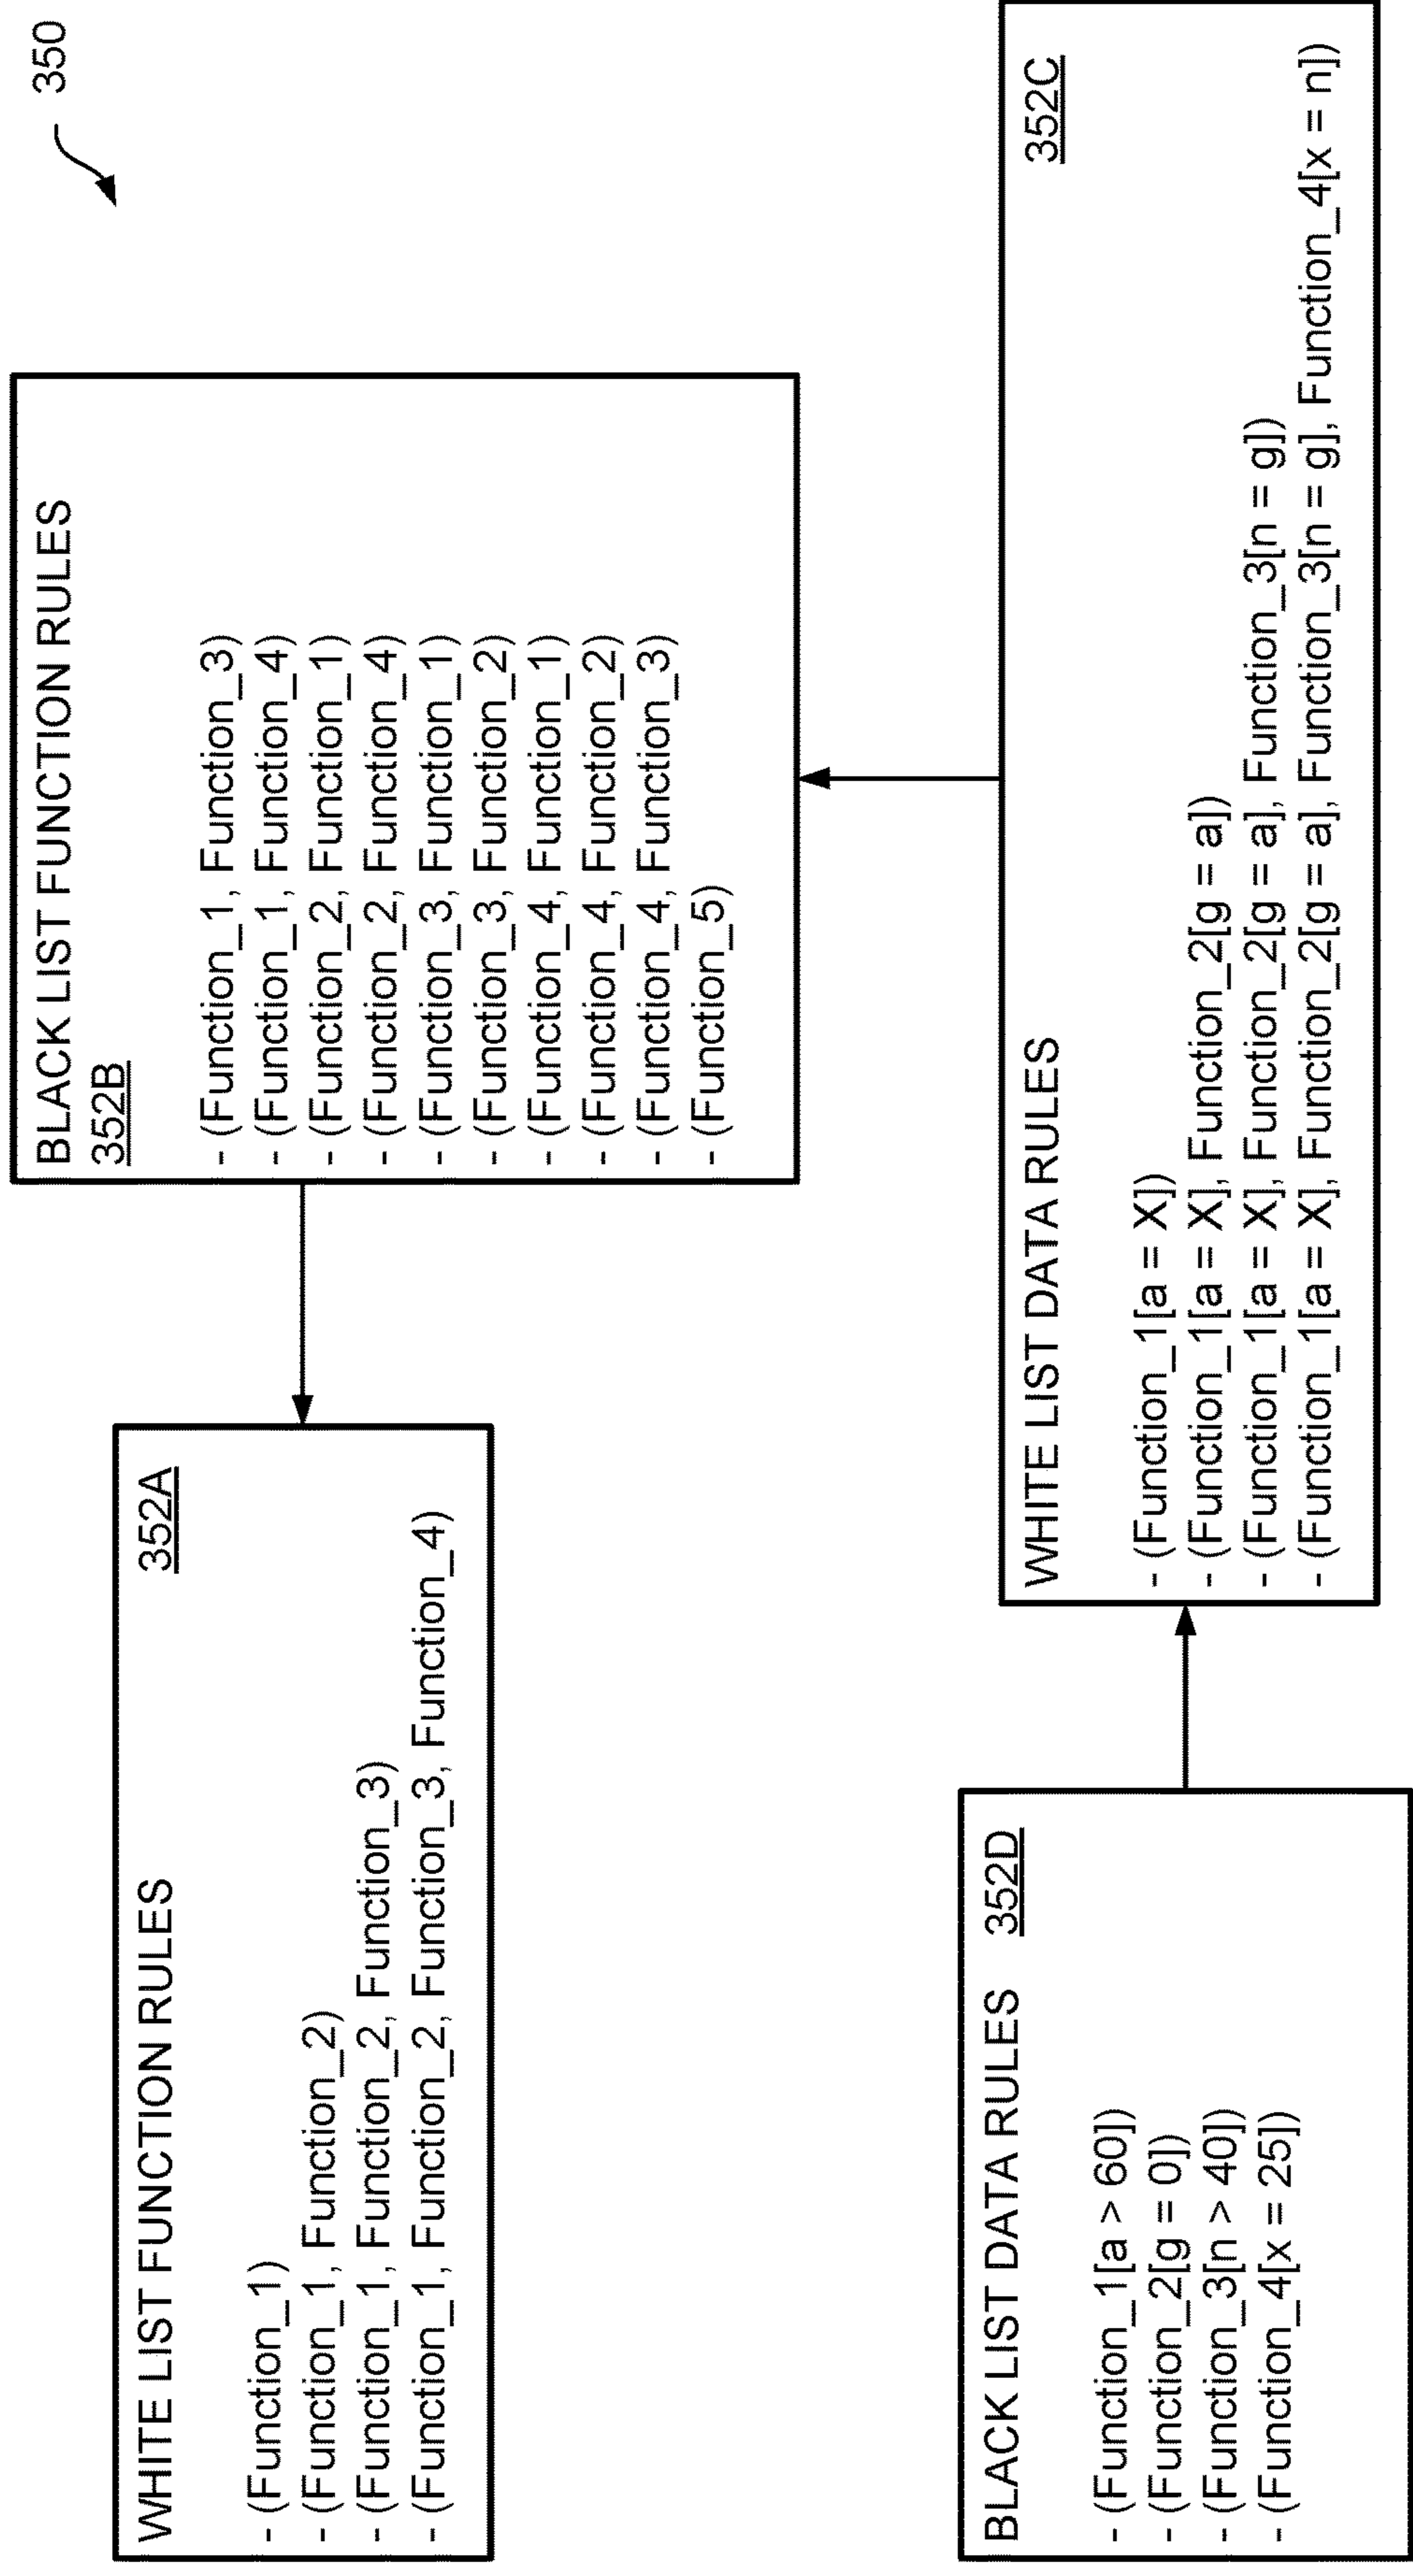 350
WHITE LIST FUNCTION RULES 352A
- (Function_1)
- (Function_1, Function_2)
- (Function_1, Function_2, Function_3)
- (Function_1, Function_2, Function_3, Function_4)
BLACK LIST FUNCTION RULES
352B
- (Function_1, Function_3)
- (Function_1, Function_4)
- (Function_2, Function_1)
- (Function_2, Function_4)
- (Function_3, Function_1)
- (Function_3, Function_2)
- (Function_4, Function_1)
- (Function_4, Function_2)
- (Function_4, Function_3)
- (Function_5)
BLACK LIST DATA RULES 352D
- (Function_1[a > 60])
- (Function_2[g = 0])
- (Function_3[n > 40])
- (Function_4[x = 25])
WHITE LIST DATA RULES 352C
- (Function_1[a = X])
- (Function_1[a = X], Function_2[g = a])
- (Function_1[a = X], Function_2[g = a], Function_3[n = g])
- (Function_1[a = X], Function_2[g = a], Function_3[n = g], Function_4[x = n])